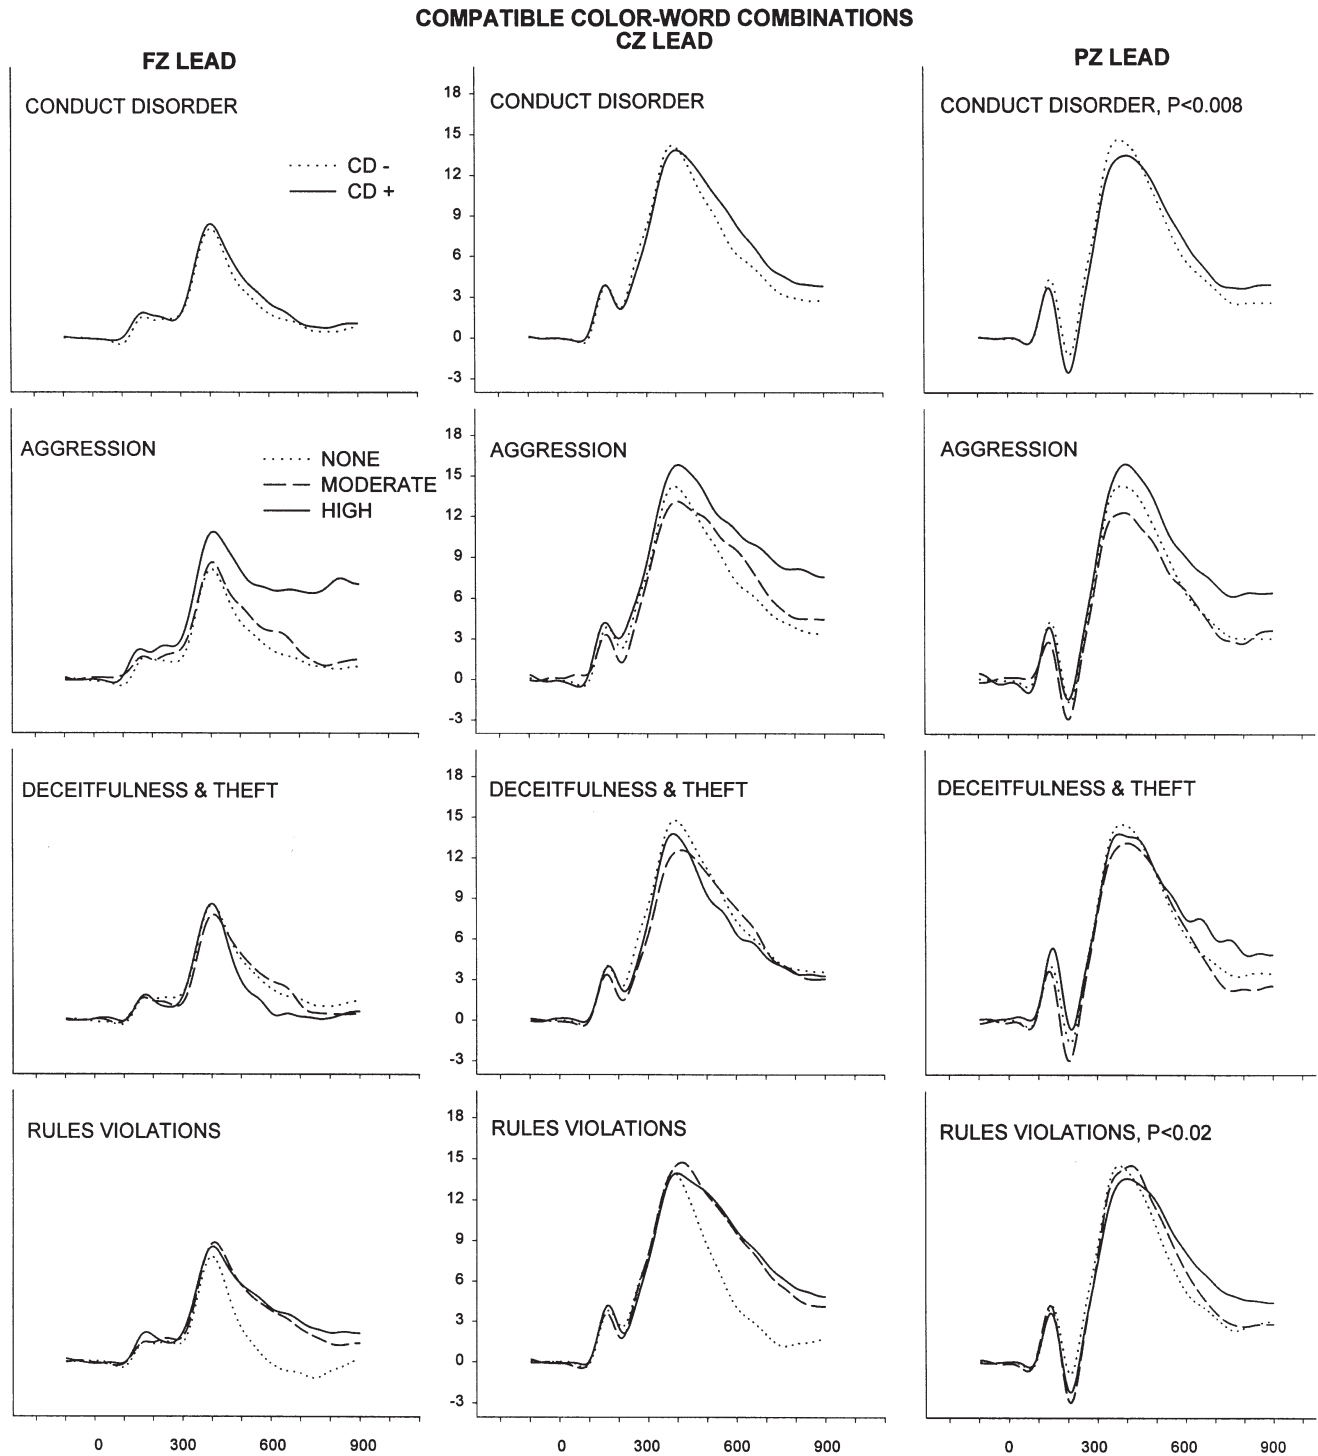 COMPATIBLE COLOR-WORD COMBINATIONS
FZ LEAD
CZ LEAD
PZ LEAD
CONDUCT DISORDER
CD -
CD +
18
15
12
9
6
3
0
-3
CONDUCT DISORDER
CONDUCT DISORDER, P<0.008
AGGRESSION
NONE
MODERATE
HIGH
18
15
12
9
6
3
0
-3
AGGRESSION
AGGRESSION
DECEITFULNESS & THEFT
18
15
12
9
6
3
0
-3
DECEITFULNESS & THEFT
DECEITFULNESS & THEFT
RULES VIOLATIONS
18
15
12
9
6
3
0
-3
RULES VIOLATIONS
RULES VIOLATIONS, P<0.02
0 300 600 900
0 300 600 900
0 300 600 900